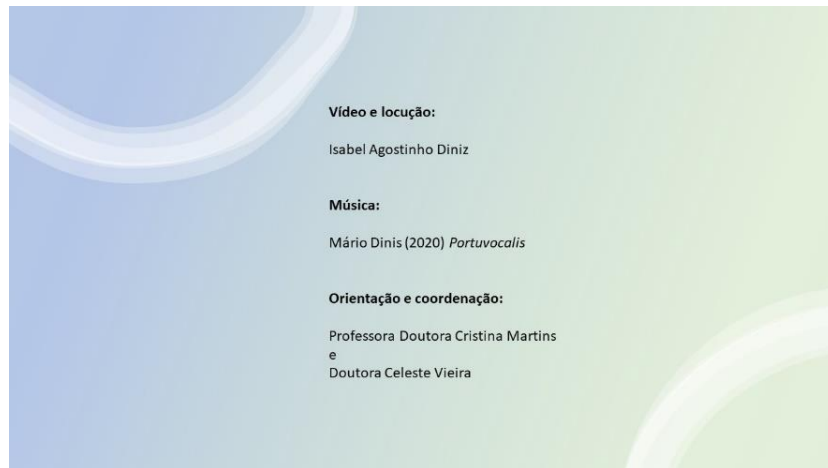 Vídeo e locução:
Isabel Agostinho Diniz
Música:
Mário Dinis (2020) Portuvocalis
Orientação e coordenação:
Professora Doutora Cristina Martins
e
Doutora Celeste Vieira